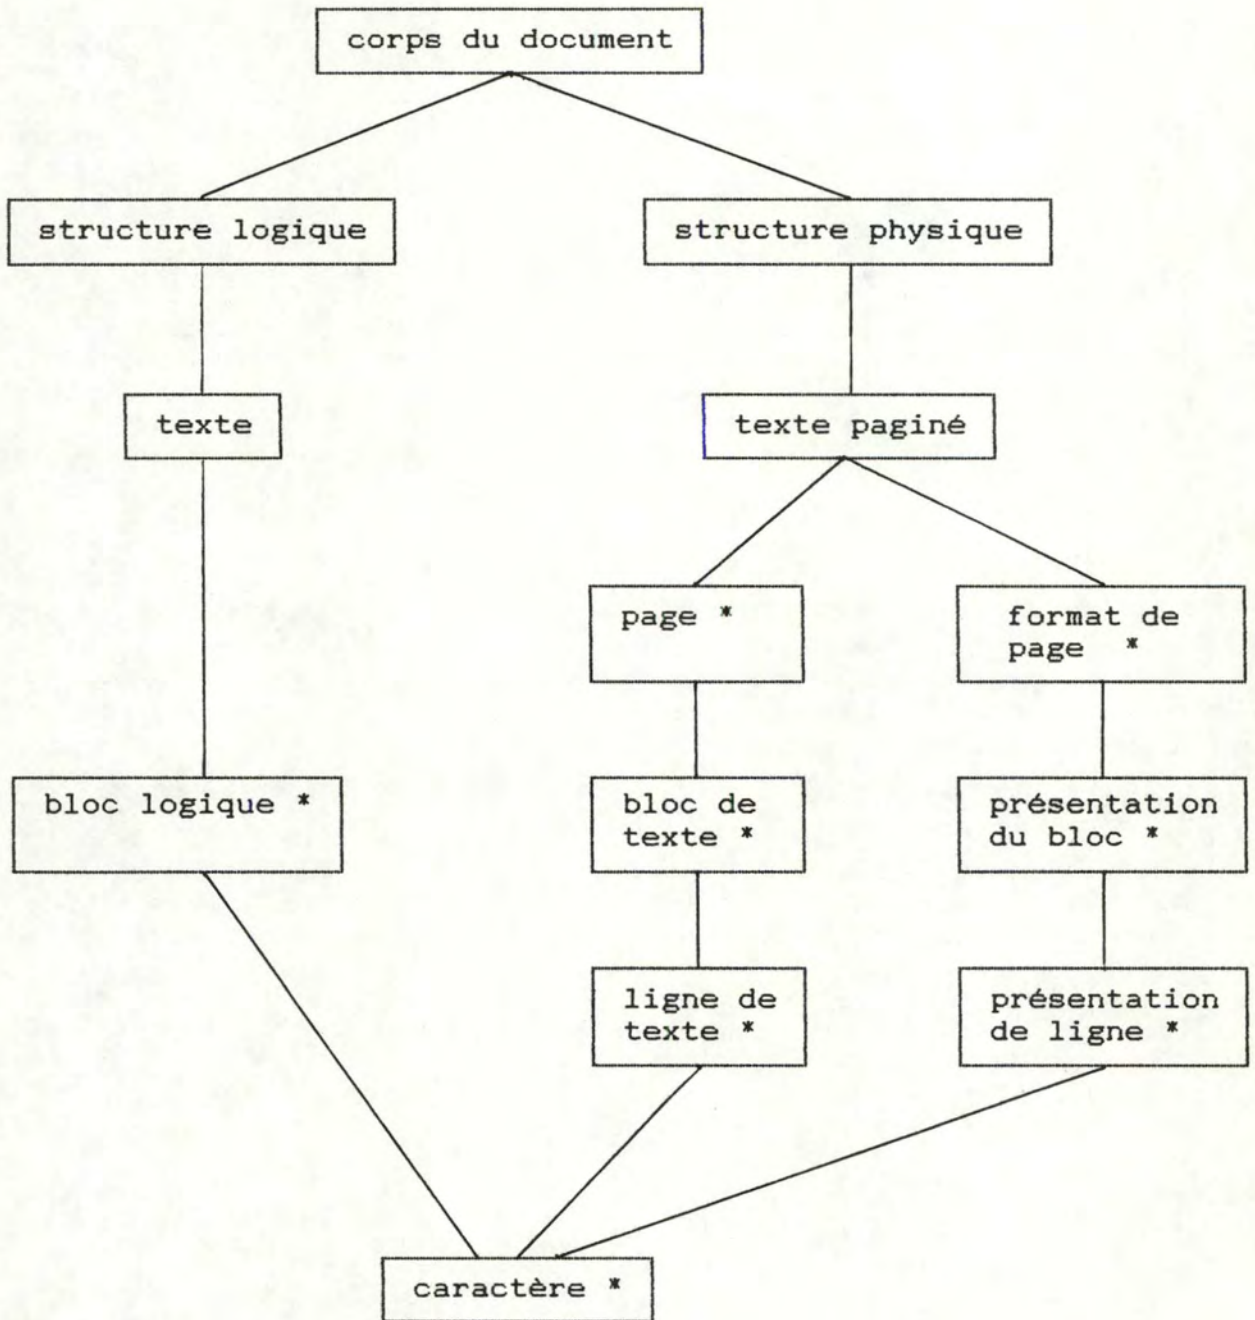 corps du document
structure logique
structure physique
texte
texte paginé
page *
format de
page *
bloc logique *
bloc de
texte *
présentation
du bloc *
ligne de
texte *
présentation
de ligne *
caractère *